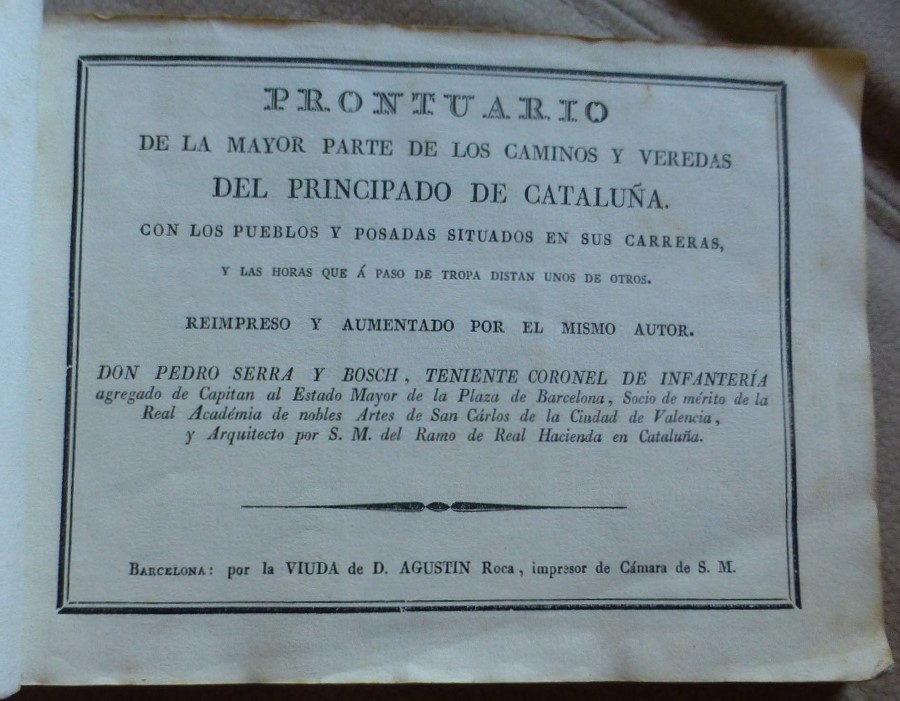 PRONTUARIO
DE LA MAYOR PARTE DE LOS CAMINOS Y VEREDAS
DEL PRINCIPADO DE CATALUÑA.
CON LOS PUEBLOS Y POSADAS SITUADOS EN SUS CARRERAS,
Y LAS HORAS QUE Á PASO DE TROPA DISTAN UNOS DE OTROS.
REIMPRESO Y AUMENTADO POR EL MISMO AUTOR.
DON PEDRO SERRA Y BOSCH, TENIENTE CORONEL DE INFANTERÍA
agregado de Capitan al Estado Mayor de la Plaza de Barcelona, Socio de mérito de la
Real Académia de nobles Artes de San Cárlos de la Ciudad de Valencia,
y Arquitecto por S. M. del Ramo de Real Hacienda en Cataluña.
BARCELONA: por la VIUDA de D. AGUSTIN Roca, impresor de Cámara de S. M.